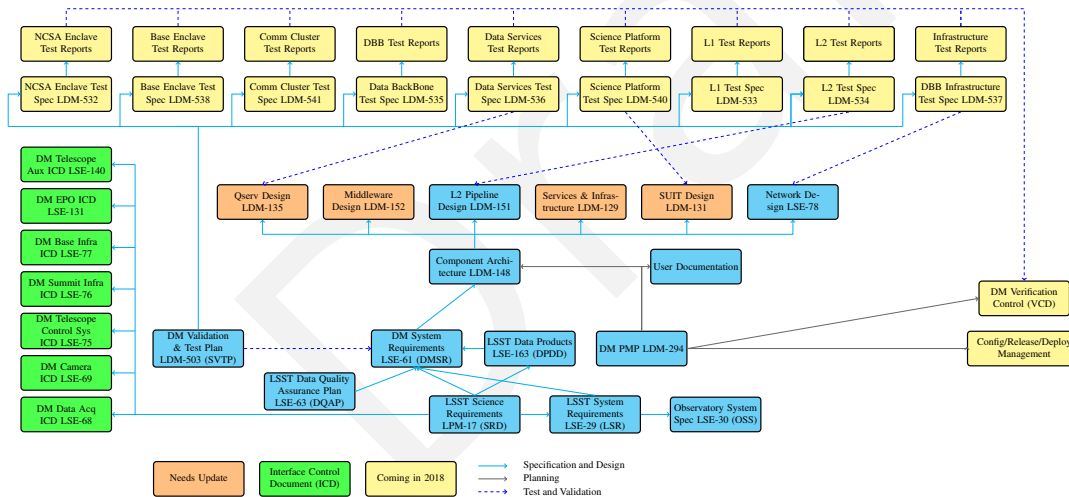 NCSA Enclave
Test Reports
Base Enclave
Test Reports
Comm Cluster
Test Reports
DBB Test Reports
Data Services
Test Reports
Science Platform
Test Reports
L1 Test Reports
L2 Test Reports
Infrastructure
Test Reports
NCSA Enclave Test
Spec LDM-532
Base Enclave Test
Spec LDM-538
Comm Cluster Test
Spec LDM-541
Data BackBone
Test Spec LDM-535
Data Services Test
Spec LDM-536
Science Platform
Test Spec LDM-540
L1 Test Spec
LDM-533
L2 Test Spec
LDM-534
DBB Infrastructure
Test Spec LDM-537
DM Telescope
Aux ICD LSE-140
DM EPO ICD
LSE-131
DM Base Infra
ICD LSE-77
DM Summit Infra
ICD LSE-76
DM Telescope
Control Sys
ICD LSE-75
DM Camera
ICD LSE-69
DM Data Acq
ICD LSE-68
Qserv Design
LDM-135
Middleware
Design LDM-152
L2 Pipeline
Design LDM-151
Services & Infras-
tructure LDM-129
SUIT Design
LDM-131
Network De-
sign LSE-78
Component Archi-
tecture LDM-148
User Documentation
DM Verification
Control (VCD)
DM Validation
& Test Plan
LDM-503 (SVTP)
DM System
Requirements
LSE-61 (DMSR)
LSST Data Products
LSE-163 (DPDD)
DM PMP LDM-294
Config/Release/Deploy
Management
LSST Data Quality
Assurance Plan
LSE-63 (DQAP)
LSST Science
Requirements
LPM-17 (SRD)
LSST System
Requirements
LSE-29 (LSR)
Observatory System
Spec LSE-30 (OSS)
Needs Update
Interface Control
Document (ICD)
Coming in 2018
Specification and Design
Planning
Test and Validation